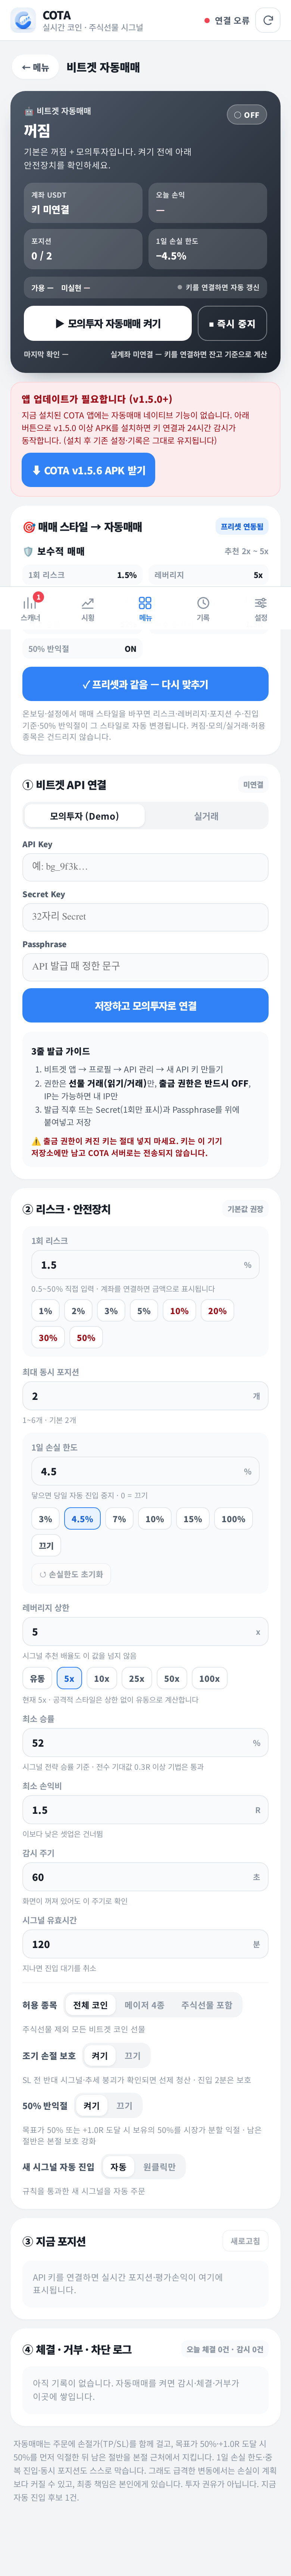 COTA
실시간 코인 · 주식선물 시그널
연결 오류
← 메뉴
비트겟 자동매매
🤖 비트겟 자동매매
꺼짐
OFF
기본은 꺼짐 + 모의투자입니다. 켜기 전에 아래
안전장치를 확인하세요.
계좌 USDT
키 미연결
오늘 손익
—
포지션
0 / 2
1일 손실 한도
−4.5%
가용 — 미실현 —
키를 연결하면 자동 갱신
▶ 모의투자 자동매매 켜기
■ 즉시 중지
마지막 확인 —
실계좌 미연결 — 키를 연결하면 잔고 기준으로 계산
앱 업데이트가 필요합니다 (v1.5.0+)
지금 설치된 COTA 앱에는 자동매매 네이티브 기능이 없습니다. 아래
버튼으로 v1.5.0 이상 APK를 설치하면 키 연결과 24시간 감시가
동작합니다. (설치 후 기존 설정·기록은 그대로 유지됩니다)
⬇ COTA v1.5.6 APK 받기
🎯 매매 스타일 → 자동매매
프리셋 연동됨
🛡️ 보수적 매매
추천 2x ~ 5x
1회 리스크
1.5%
레버리지
5x
1
스캐너
시황
메뉴
기록
설정
50% 반익절
ON
✓ 프리셋과 같음 — 다시 맞추기
온보딩·설정에서 매매 스타일을 바꾸면 리스크·레버리지·포지션 수·진입
기준·50% 반익절이 그 스타일로 자동 변경됩니다. 켜짐·모의/실거래·허용
종목은 건드리지 않습니다.
① 비트겟 API 연결
미연결
모의투자 (Demo)
실거래
API Key
예: bg_9f3k…
Secret Key
32자리 Secret
Passphrase
API 발급 때 정한 문구
저장하고 모의투자로 연결
3줄 발급 가이드
1. 비트겟 앱 → 프로필 → API 관리 → 새 API 키 만들기
2. 권한은 선물 거래(읽기/거래)만, 출금 권한은 반드시 OFF,
IP는 가능하면 내 IP만
3. 발급 직후 뜨는 Secret(1회만 표시)과 Passphrase를 위에
붙여넣고 저장
⚠️ 출금 권한이 켜진 키는 절대 넣지 마세요. 키는 이 기기
저장소에만 남고 COTA 서버로는 전송되지 않습니다.
② 리스크 · 안전장치
기본값 권장
1회 리스크
1.5
%
0.5~50% 직접 입력 · 계좌를 연결하면 금액으로 표시됩니다
1%
2%
3%
5%
10%
20%
30%
50%
최대 동시 포지션
2
개
1~6개 · 기본 2개
1일 손실 한도
4.5
%
닿으면 당일 자동 진입 중지 · 0 = 끄기
3%
4.5%
7%
10%
15%
100%
끄기
손실한도 초기화
레버리지 상한
5
x
시그널 추천 배율도 이 값을 넘지 않음
유동
5x
10x
25x
50x
100x
현재 5x · 공격적 스타일은 상한 없이 유동으로 계산합니다
최소 승률
52
%
시그널 전략 승률 기준 · 전수 기대값 0.3R 이상 기법은 통과
최소 손익비
1.5
R
이보다 낮은 셋업은 건너뜀
감시 주기
60
초
화면이 꺼져 있어도 이 주기로 확인
시그널 유효시간
120
분
지나면 진입 대기를 취소
허용 종목
전체 코인
메이저 4종
주식선물 포함
주식선물 제외 모든 비트겟 코인 선물
조기 손절 보호
켜기
끄기
SL 전 반대 시그널·추세 붕괴가 확인되면 선제 청산 · 진입 2분은 보호
50% 반익절
켜기
끄기
목표가 50% 또는 +1.0R 도달 시 보유의 50%를 시장가 분할 익절 · 남은
절반은 본절 보호 강화
새 시그널 자동 진입
자동
원클릭만
규칙을 통과한 새 시그널을 자동 주문
③ 지금 포지션
새로고침
API 키를 연결하면 실시간 포지션·평가손익이 여기에
표시됩니다.
④ 체결 · 거부 · 차단 로그
오늘 체결 0건 · 감시 0건
아직 기록이 없습니다. 자동매매를 켜면 감시·체결·거부가
이곳에 쌓입니다.
자동매매는 주문에 손절가(TP/SL)를 함께 걸고, 목표가 50%·+1.0R 도달 시
50%를 먼저 익절한 뒤 남은 절반을 본절 근처에서 지킵니다. 1일 손실 한도·중
복 진입·동시 포지션도 스스로 막습니다. 그래도 급격한 변동에서는 손실이 계획
보다 커질 수 있고, 최종 책임은 본인에게 있습니다. 투자 권유가 아닙니다. 지금
자동 진입 후보 1건.